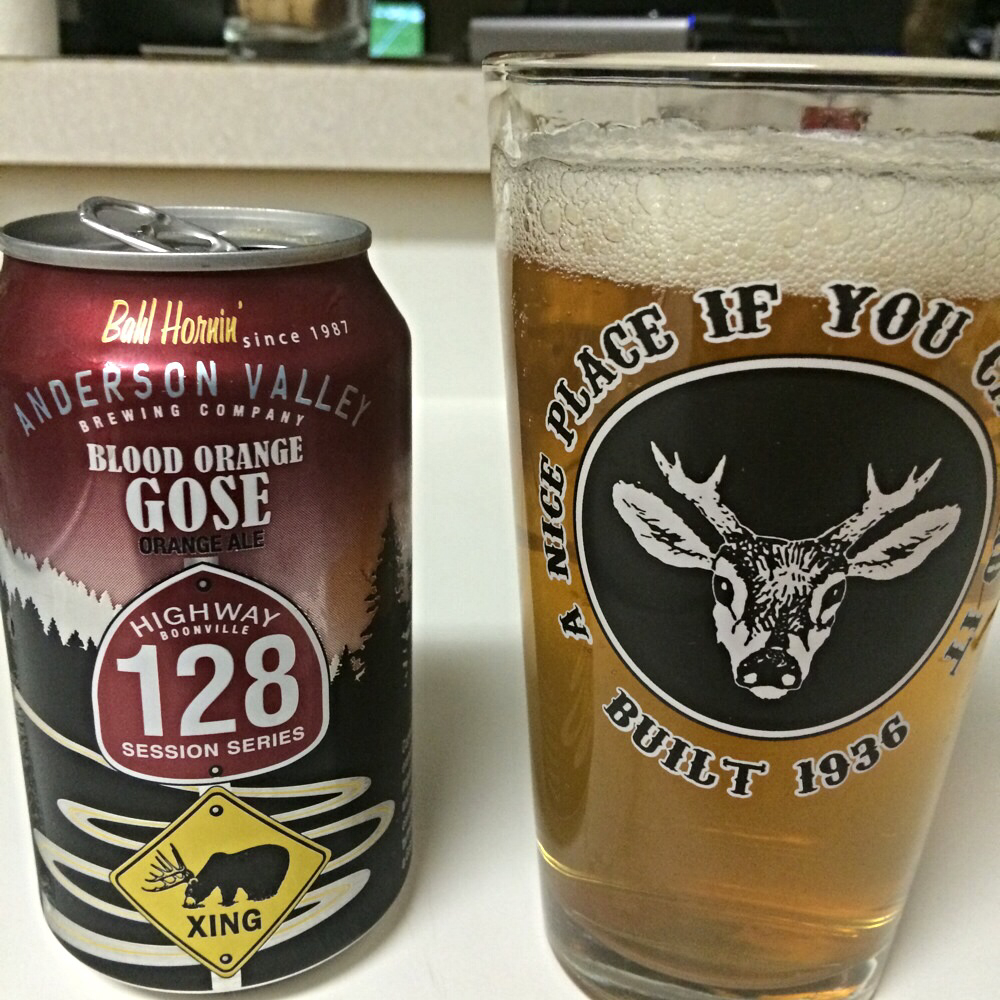 Bahl Hornin' since 1987
ANDERSON VALLEY
BREWING COMPANY
BLOOD ORANGE
GOSE
ORANGE ALE
HIGHWAY
BOONVILLE
128
SESSION SERIES
XING
A NICE PLACE IF YOU
IT
BUILT 1936